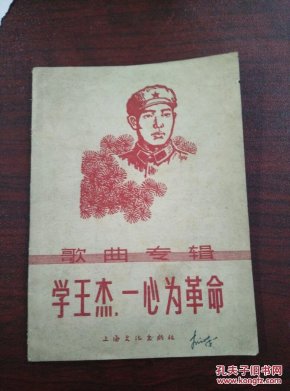 歌曲专辑
学王杰，一心为革命
上海文化出版社
孔夫子旧书网